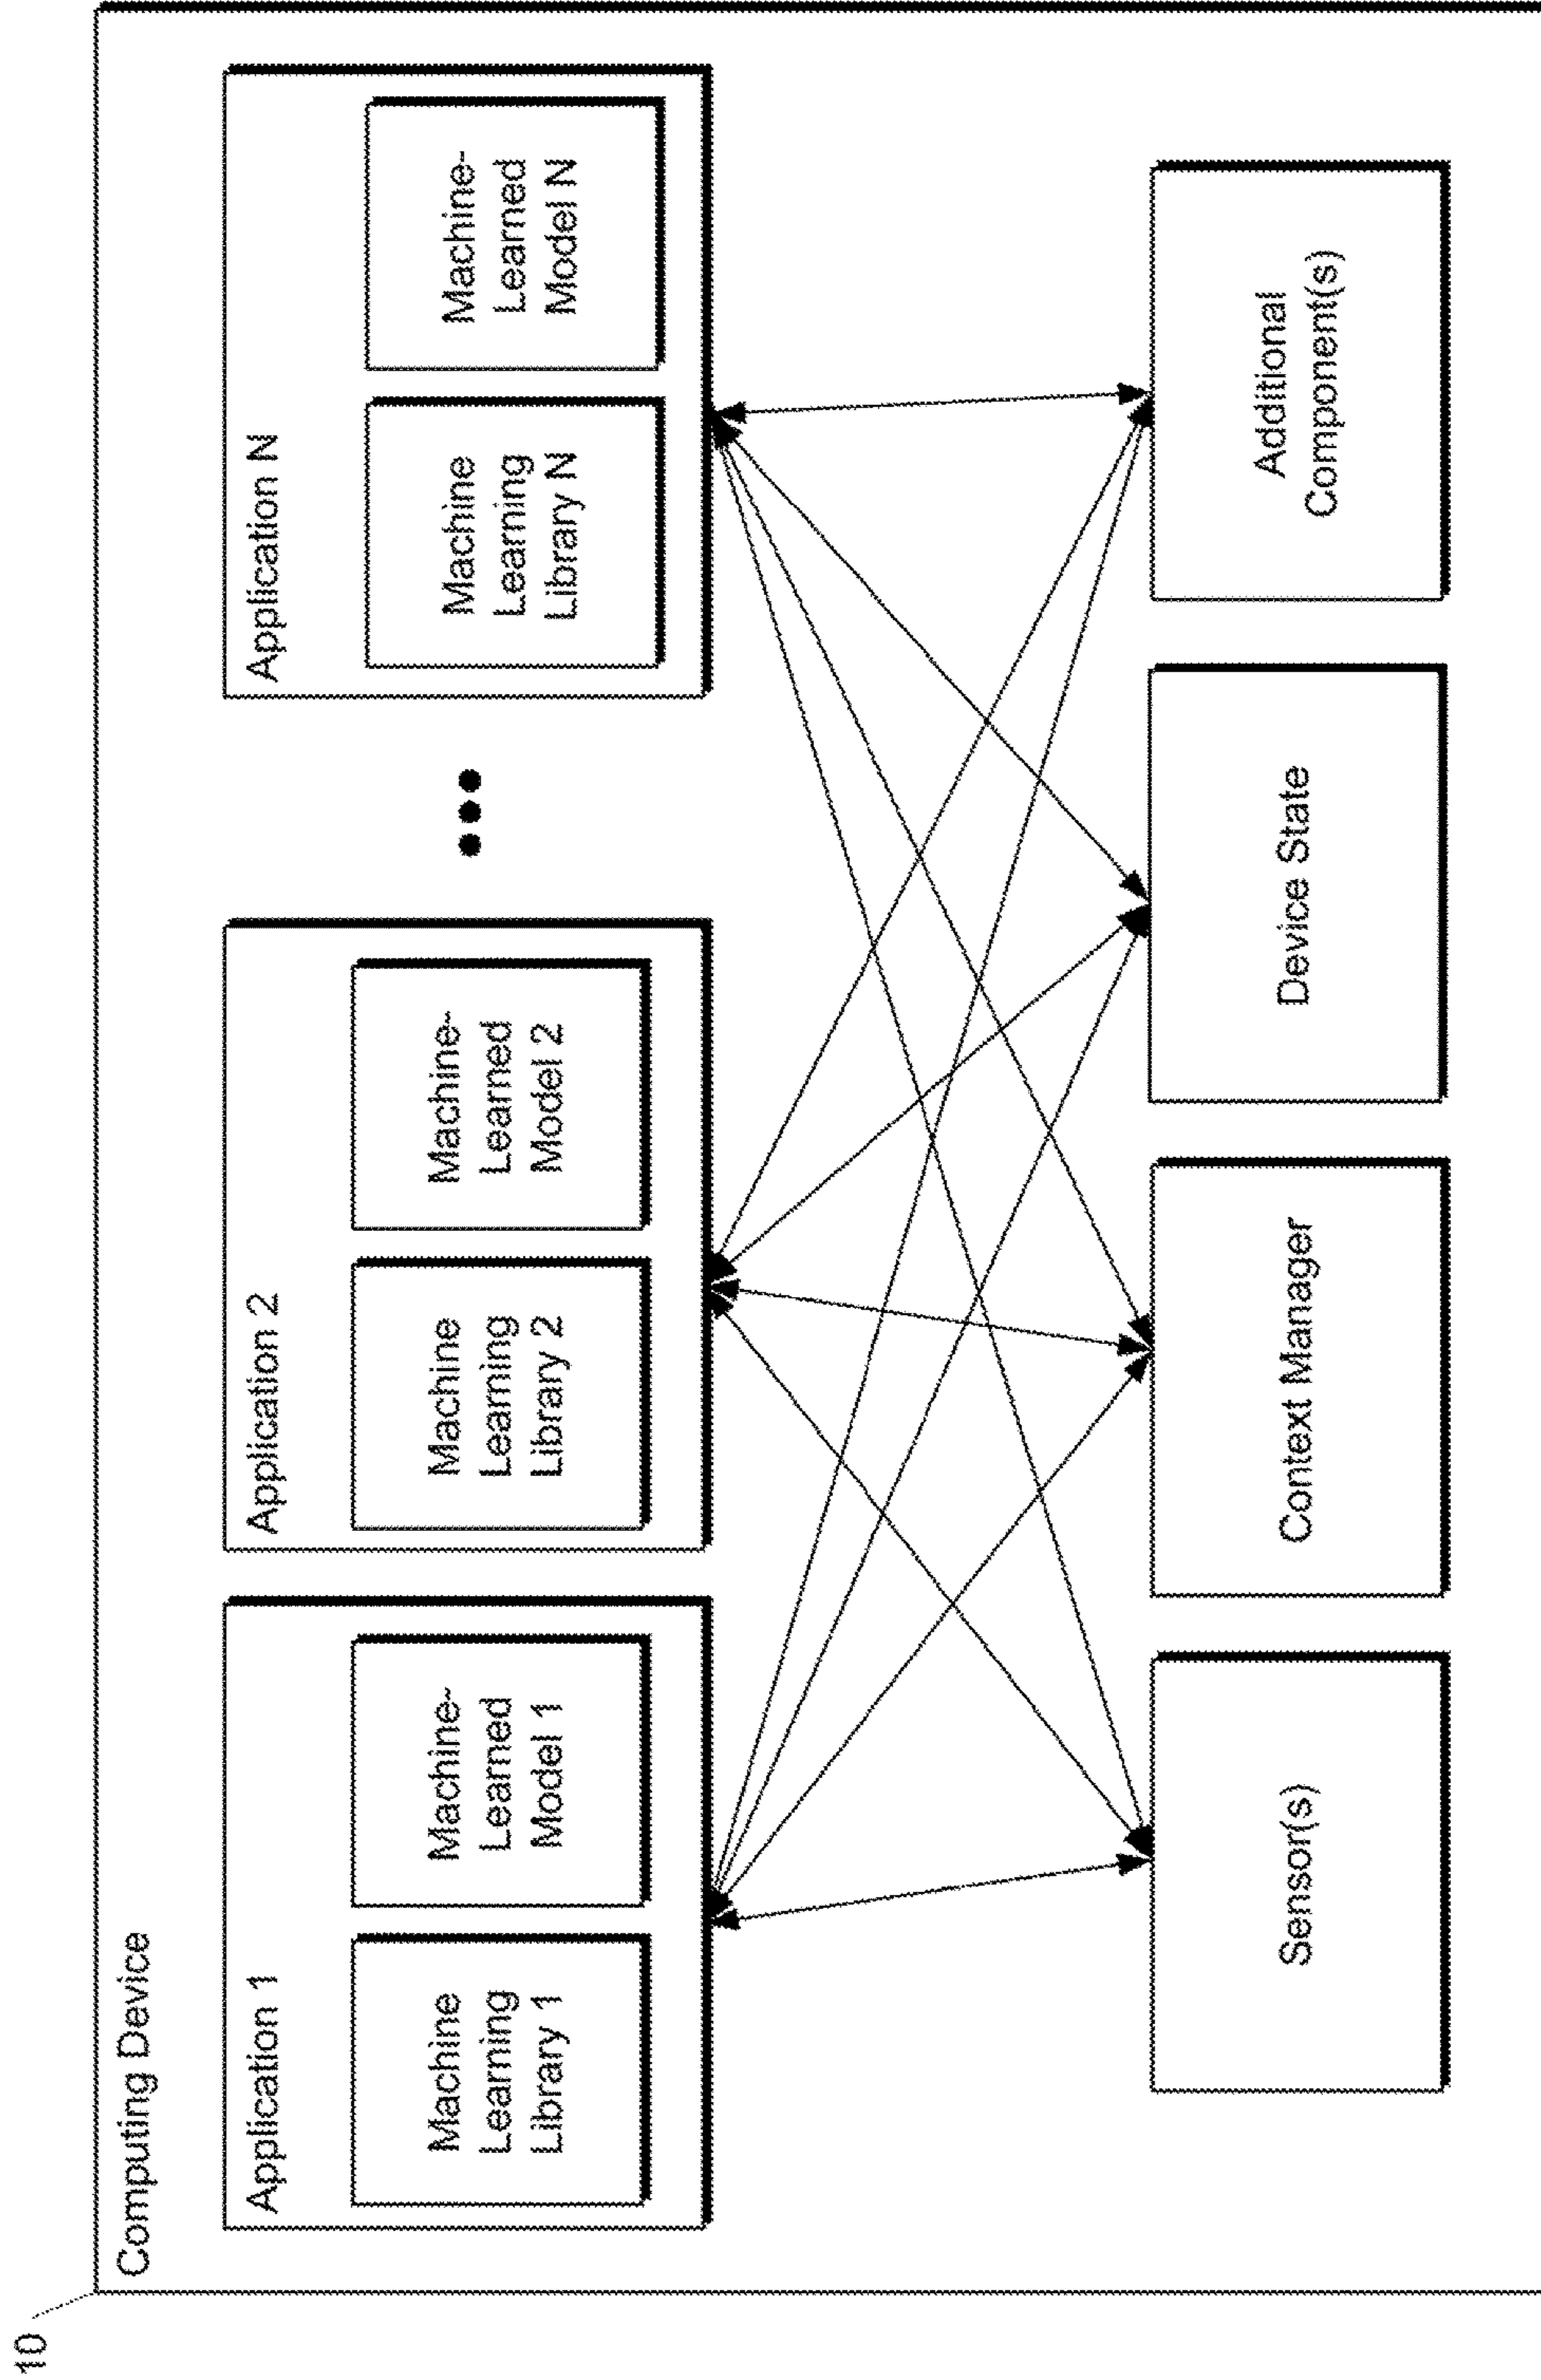 10
Computing Device
Application 1
Machine
Learning
Library 1
Machine-
Learned
Model 1
Application 2
Machine
Learning
Library 2
Machine-
Learned
Model 2
Application N
Machine
Learning
Library N
Machine-
Learned
Model N
Sensor(s)
Context Manager
Device State
Additional
Component(s)